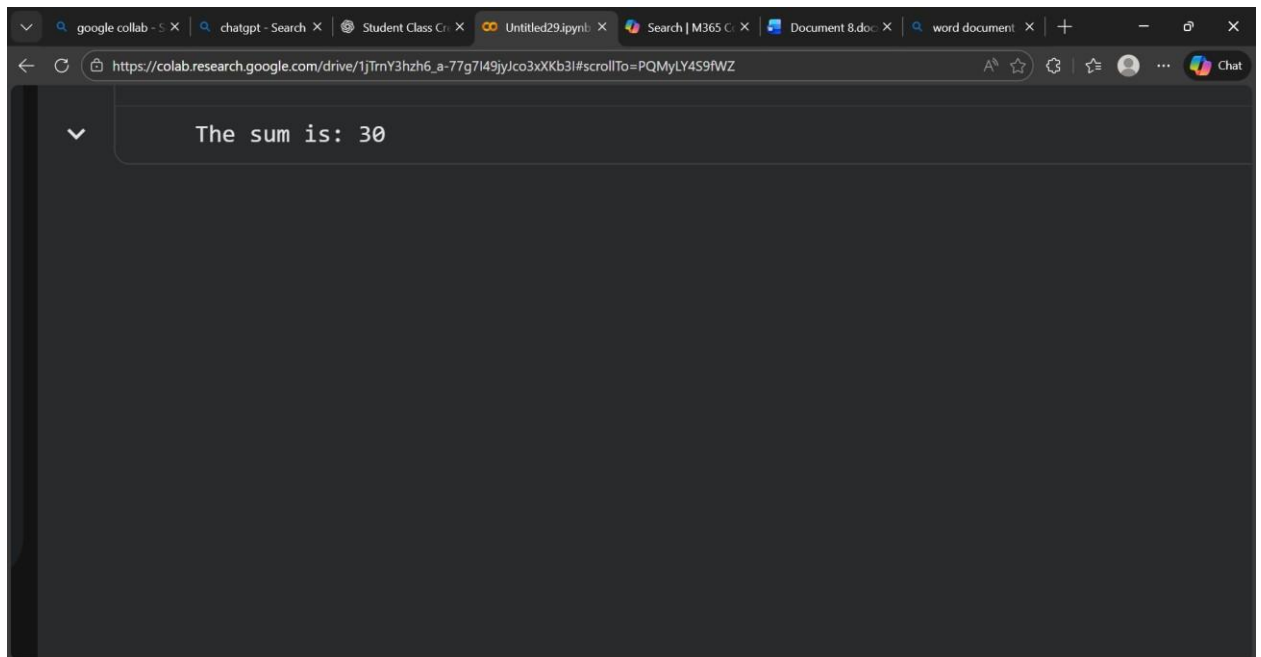 google collab - S
chatgpt - Search
Student Class Cre
Untitled29.ipynb
Search | M365 C
Document 8.doc
word document
https://colab.research.google.com/drive/1jTrnY3hzh6_a-77g7I49jyJco3xXKb3I#scrollTo=PQMyLY4S9fWZ
Chat
The sum is: 30